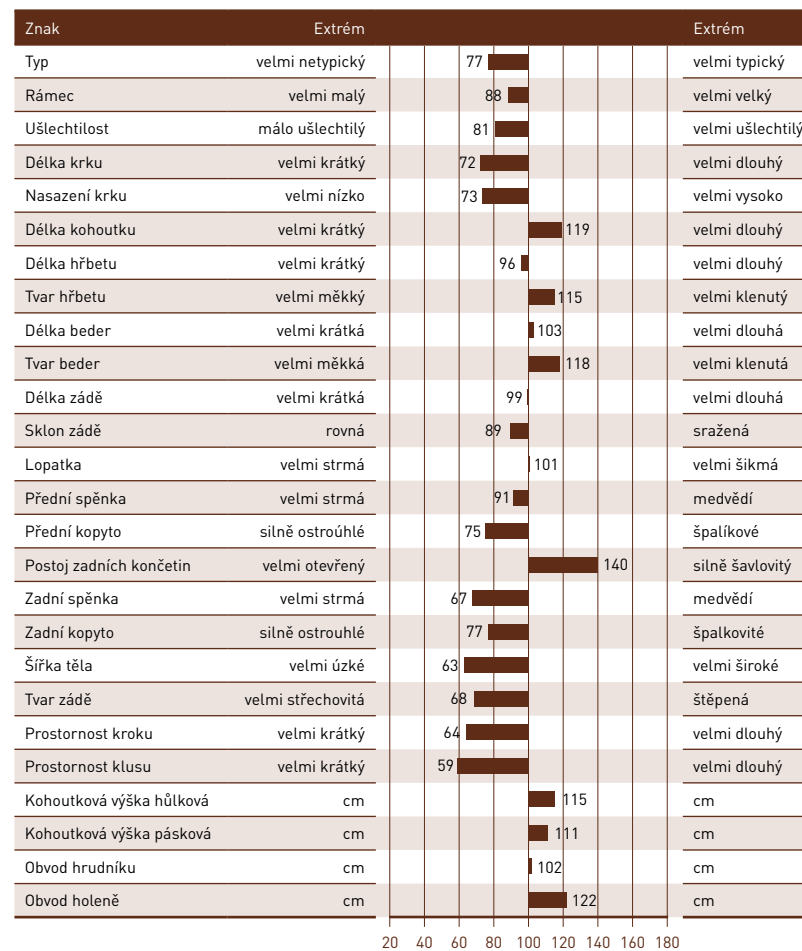 Znak Extrém Extrém
Typ velmi netypický 77 velmi typický
Rámec velmi malý 88 velmi velký
Ušlechtilost málo ušlechtilý 81 velmi ušlechtilý
Délka krku velmi krátký 72 velmi dlouhý
Nasazení krku velmi nízko 73 velmi vysoko
Délka kohoutku velmi krátký 119 velmi dlouhý
Délka hřbetu velmi krátký 96 velmi dlouhý
Tvar hřbetu velmi měkký 115 velmi klenutý
Délka beder velmi krátká 103 velmi dlouhá
Tvar beder velmi měkká 118 velmi klenutá
Délka zádě velmi krátká 99 velmi dlouhá
Sklon zádě rovná 89 sražená
Lopatka velmi strmá 101 velmi šikmá
Přední spěnka velmi strmá 91 medvědí
Přední kopyto silně ostroúhlé 75 špalíkové
Postoj zadních končetin velmi otevřený 140 silně šavlovitý
Zadní spěnka velmi strmá 67 medvědí
Zadní kopyto silně ostrouhlé 77 špalkovité
Šířka těla velmi úzké 63 velmi široké
Tvar zádě velmi střechovitá 68 štěpená
Prostornost kroku velmi krátký 64 velmi dlouhý
Prostornost klusu velmi krátký 59 velmi dlouhý
Kohoutková výška hůlková cm 115 cm
Kohoutková výška pásková cm 111 cm
Obvod hrudníku cm 102 cm
Obvod holeně cm 122 cm
20 40 60 80 100 120 140 160 180